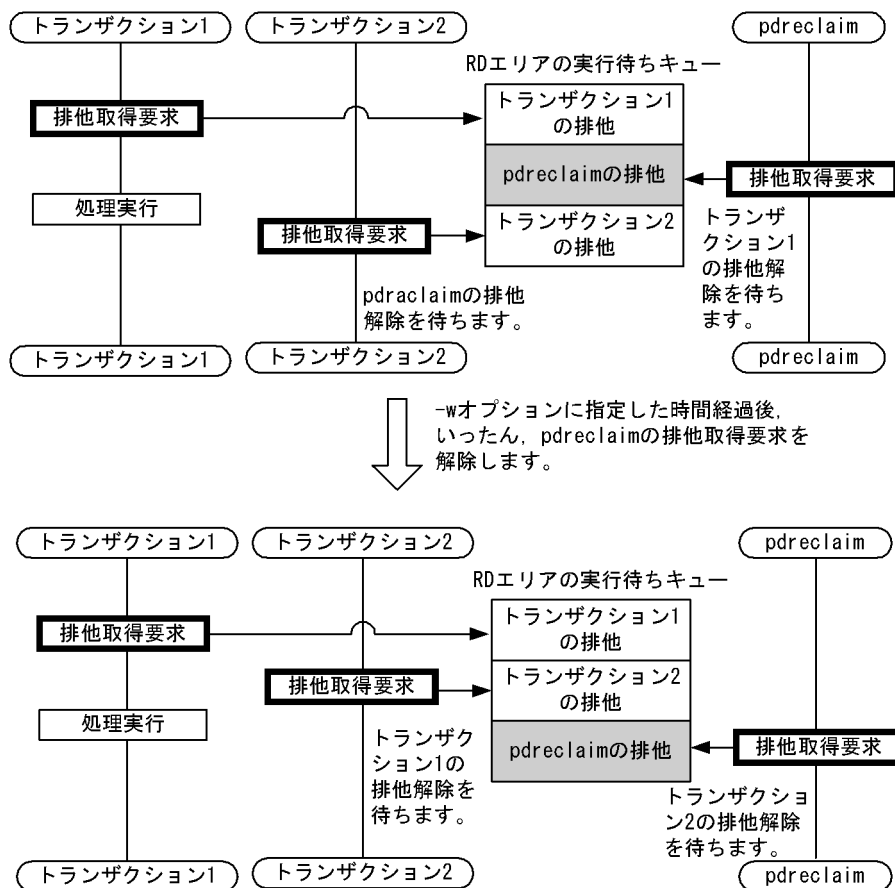 トランザクション1
トランザクション2
pdreclaim
RDエリアの実行待ちキュー
排他取得要求
トランザクション1
の排他
pdreclaimの排他
排他取得要求
処理実行
排他取得要求
トランザクション2
の排他
トランザ
クション1
の排他解
除を待ち
ます。
pdraclaimの排他
解除を待ちます。
トランザクション1
トランザクション2
pdreclaim
-wオプションに指定した時間経過後，
いったん，pdreclaimの排他取得要求を
解除します。
トランザクション1
トランザクション2
pdreclaim
RDエリアの実行待ちキュー
排他取得要求
トランザクション1
の排他
排他取得要求
トランザクション2
の排他
処理実行
pdreclaimの排他
排他取得要求
トランザク
ション1の
排他解除を
待ちます。
トランザクショ
ン2の排他解除
を待ちます。
トランザクション1
トランザクション2
pdreclaim